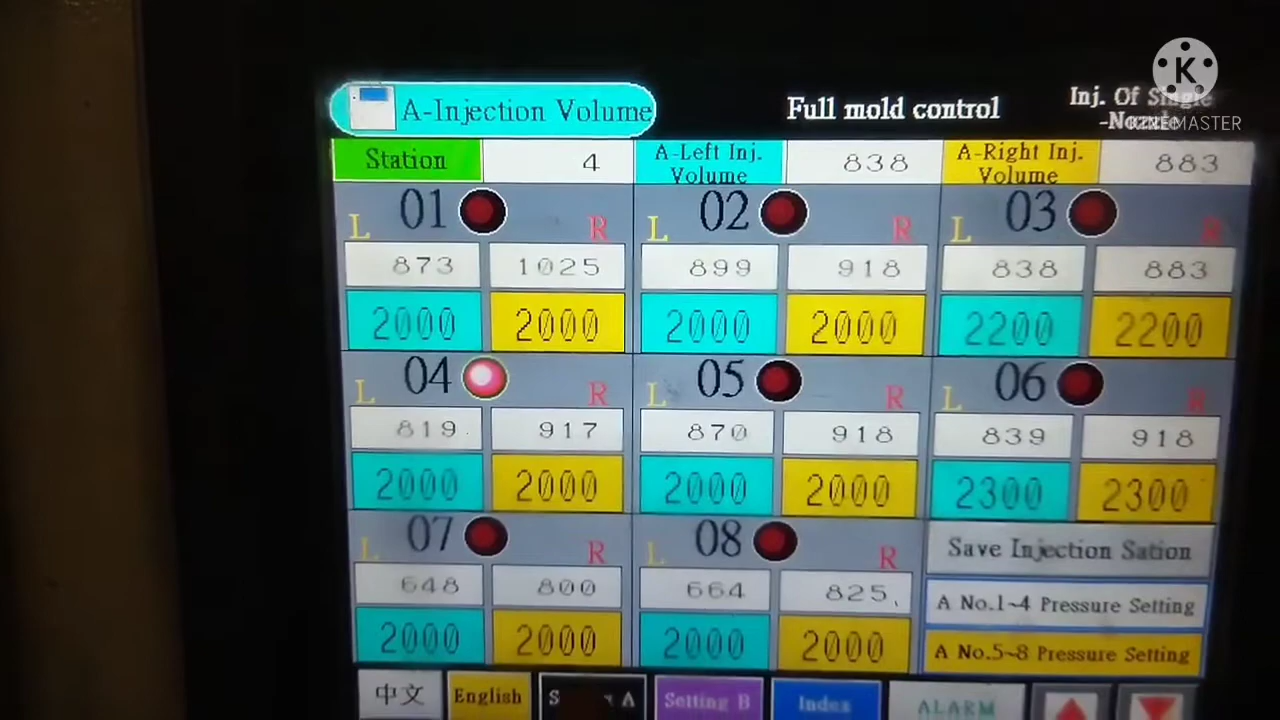 K
KINEMASTER
A-Injection Volume
Full mold control
Inj. Of Single
-Nozzle
Station 4
A-Left Inj.
Volume
838
A-Right Inj.
Volume
883
L 01 R
L 02 R
L 03 R
873 1025 899 918 838 883
2000 2000 2000 2000 2200 2200
L 04 R
L 05 R
L 06 R
819 917 870 918 839 918
2000 2000 2000 2000 2300 2300
L 07 R
L 08 R
Save Injection Sation
648 800 664 825
A No.1~4 Pressure Setting
2000 2000 2000 2000
A No.5~8 Pressure Setting
中文 English
A
Setting B
Index
ALARM